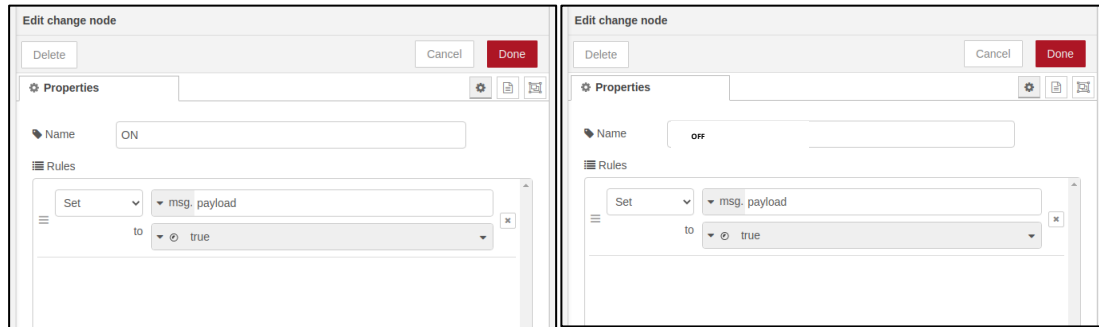 Edit change node
Delete Cancel Done
Properties
Name ON
Rules
Set msg. payload
to true
Edit change node
Delete Cancel Done
Properties
Name OFF
Rules
Set msg. payload
to true